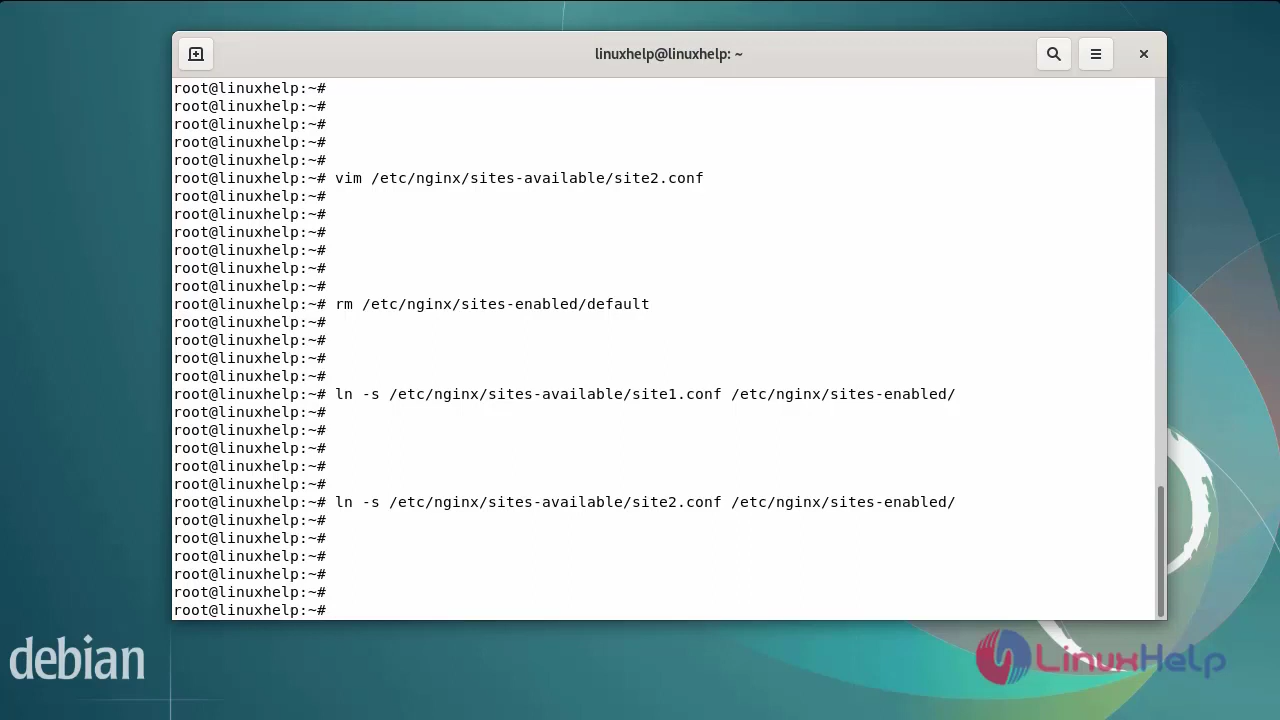 linuxhelp@linuxhelp: ~
root@linuxhelp:~#
root@linuxhelp:~#
root@linuxhelp:~#
root@linuxhelp:~#
root@linuxhelp:~#
root@linuxhelp:~# vim /etc/nginx/sites-available/site2.conf
root@linuxhelp:~#
root@linuxhelp:~#
root@linuxhelp:~#
root@linuxhelp:~#
root@linuxhelp:~#
root@linuxhelp:~#
root@linuxhelp:~# rm /etc/nginx/sites-enabled/default
root@linuxhelp:~#
root@linuxhelp:~#
root@linuxhelp:~#
root@linuxhelp:~#
root@linuxhelp:~# ln -s /etc/nginx/sites-available/site1.conf /etc/nginx/sites-enabled/
root@linuxhelp:~#
root@linuxhelp:~#
root@linuxhelp:~#
root@linuxhelp:~#
root@linuxhelp:~#
root@linuxhelp:~# ln -s /etc/nginx/sites-available/site2.conf /etc/nginx/sites-enabled/
root@linuxhelp:~#
root@linuxhelp:~#
root@linuxhelp:~#
root@linuxhelp:~#
root@linuxhelp:~#
root@linuxhelp:~#
debian
LinuxHelp